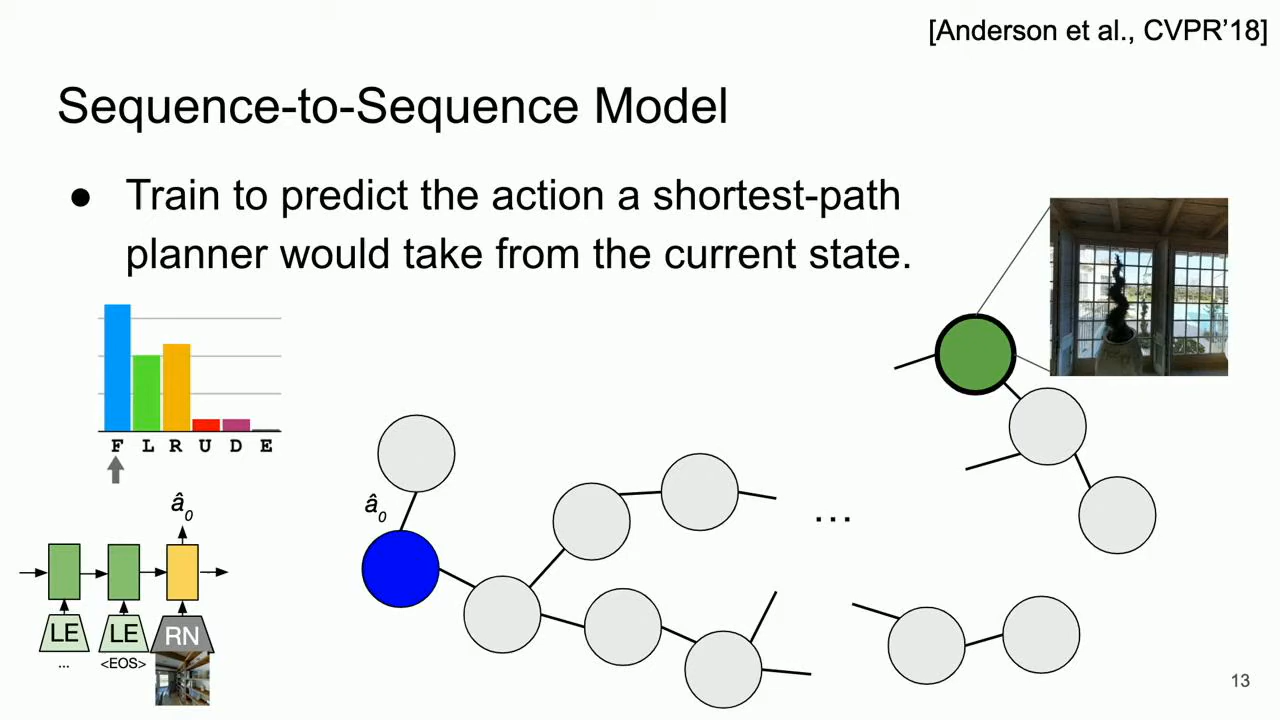 [Anderson et al., CVPR’18]
Sequence-to-Sequence Model
● Train to predict the action a shortest-path
planner would take from the current state.
F L R U D E
â0
â0
...
LE LE RN
... <EOS>
13